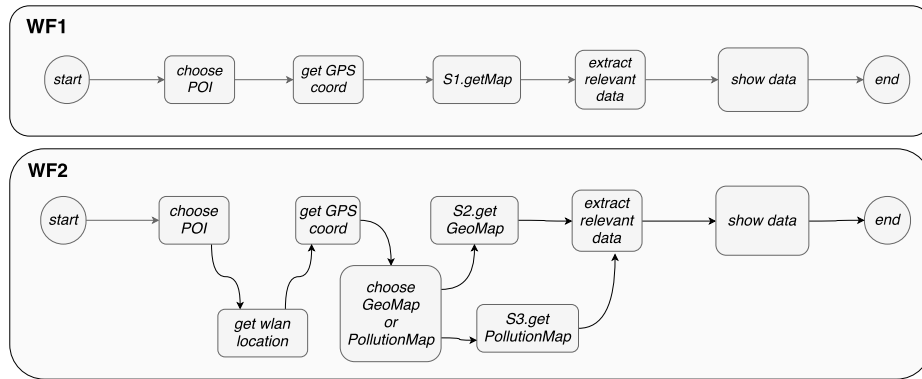 WF1
start
choose
POI
get GPS
coord
S1.getMap
extract
relevant
data
show data
end
WF2
start
choose
POI
get wlan
location
get GPS
coord
choose
GeoMap
or
PollutionMap
S2.get
GeoMap
S3.get
PollutionMap
extract
relevant
data
show data
end